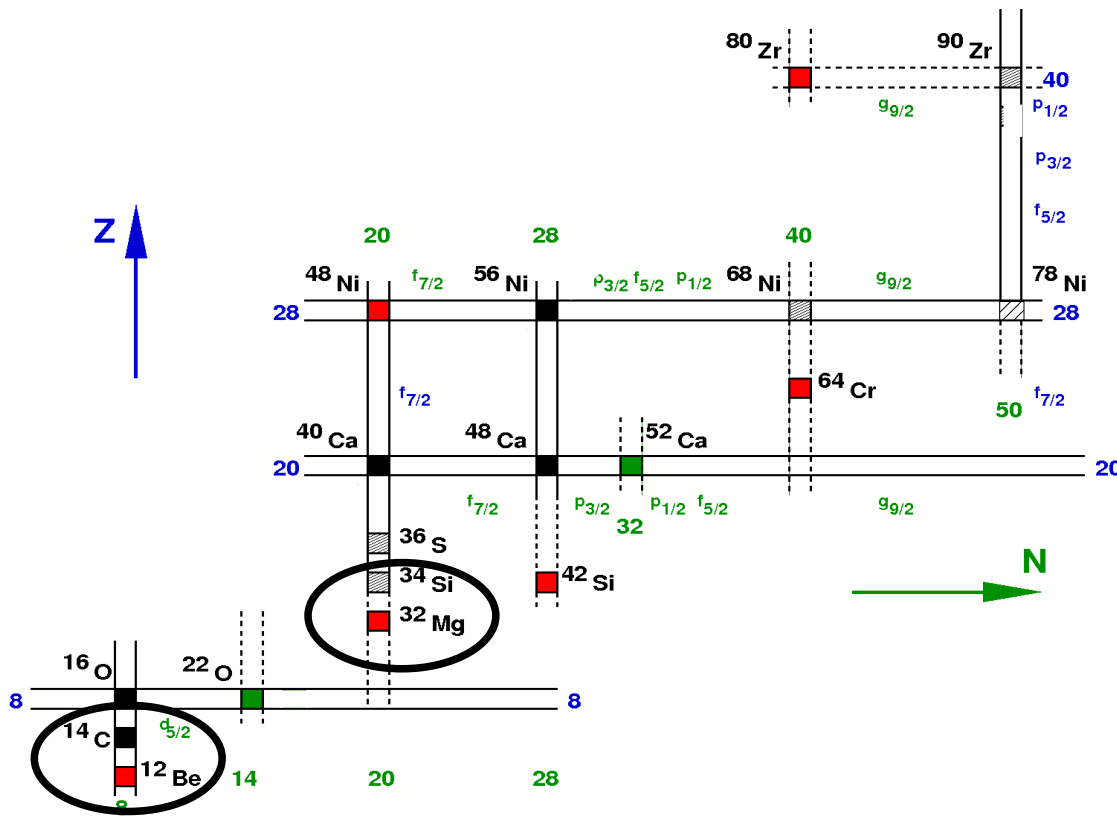 80 Zr 90 Zr
40
g9/2 p1/2
p3/2
Z f5/2
20 28 40
48 Ni f7/2 56 Ni p3/2 f5/2 p1/2 68 Ni g9/2 78 Ni
28 28
64 Cr
f7/2 50 f7/2
40 Ca 48 Ca 52 Ca
20 20
f7/2 p3/2 p1/2 f5/2 g9/2
32
36 S
34 Si 42 Si N
32 Mg
16 O 22 O
8 8
14 C d5/2
12 Be 14 20 28
8